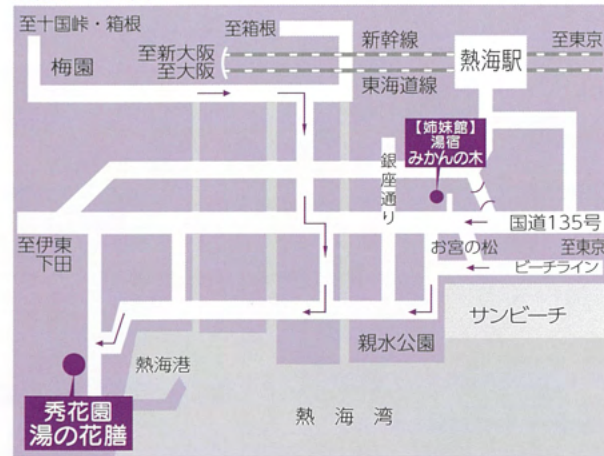 至十国峠・箱根
至箱根
梅園
至新大阪
至大阪
新幹線
東海道線
熱海駅
至東京
【姉妹館】
湯宿
みかんの木
銀座通り
国道135号
至伊東
下田
お宮の松
至東京
ビーチライン
サンビーチ
親水公園
熱海港
秀花園
湯の花膳
熱海湾